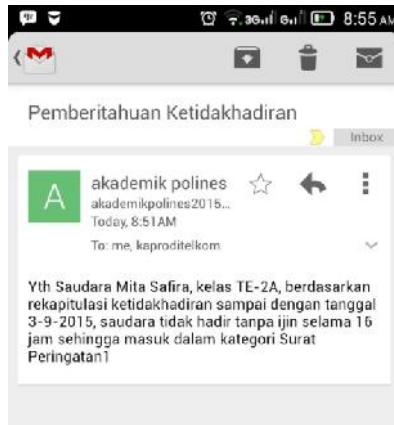 3G G 8:55 AM
Pemberitahuan Ketidakhadiran
Inbox
A
akademik polines
akademikpolines2015...
Today, 8:51AM
To: me, kaproditelkom
Yth Saudara Mita Safira, kelas TE-2A, berdasarkan
rekapitulasi ketidakhadiran sampai dengan tanggal
3-9-2015, saudara tidak hadir tanpa ijin selama 16
jam sehingga masuk dalam kategori Surat
Peringatan1